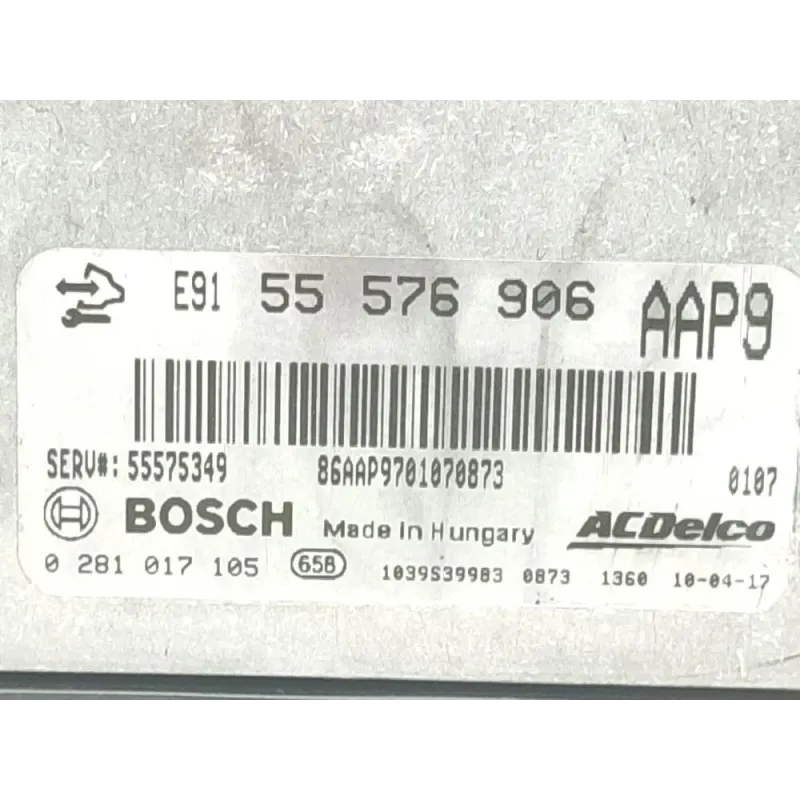 E91 55 576 906 AAP9
SERV#: 55575349 86AAP9701070873 0107
BOSCH Made in Hungary ACDelco
0 281 017 105 658 1039S39983 0873 1360 10-04-17